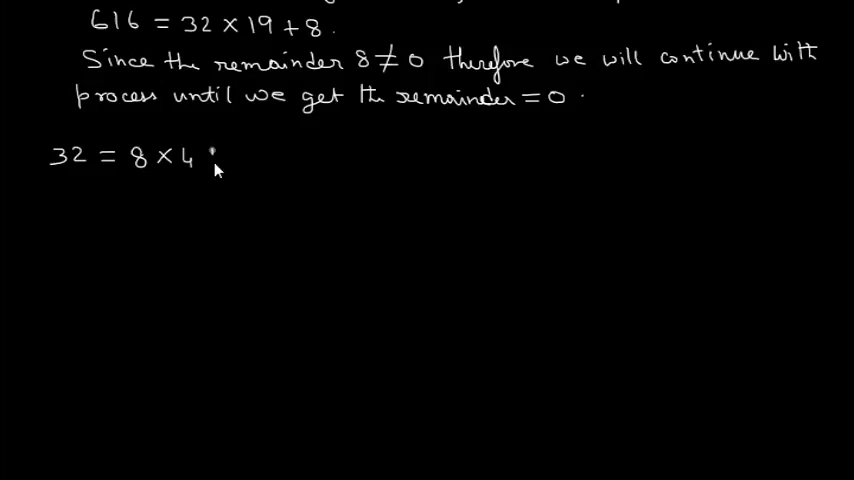 616 = 32 × 19 + 8.
Since the remainder 8 ≠ 0 therefore we will continue with
process until we get the remainder = 0.
32 = 8 × 4